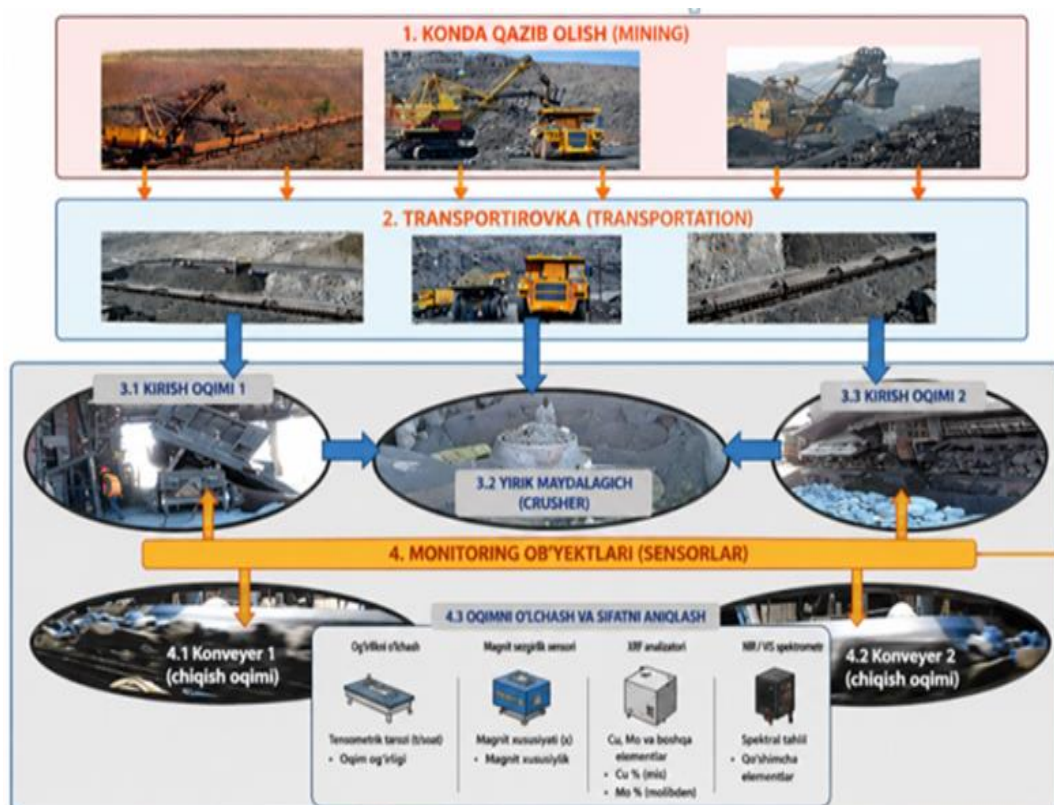 1. KONDA QAZIB OLISH (MINING)
2. TRANSPORTIROVKA (TRANSPORTATION)
3.1 KIRISH OQIMI 1
3.3 KIRISH OQIMI 2
3.2 YIRIK MAYDALAGICH
(CRUSHER)
4. MONITORING OB'YEKTLARI (SENSORLAR)
4.3 OQIMNI O'LCHASH VA SIFATNI ANIQLASH
4.1 Konveyer 1
(chiqish oqimi)
4.2 Konveyer 2
(chiqish oqimi)
Og'irlikni o'lchash
Tensometrik tarozi (t/soat)
• Oqim og'irligi
Magnit sezgirlik sensori
Magnit xususiyati (x)
• Magnit xususiylik
XRF analizatori
Cu, Mo va boshqa
elementlar
• Cu % (mis)
• Mo % (molibden)
NIR / VIS spektrometr
Spektral tahlil
• Qo'shimcha
elementlar